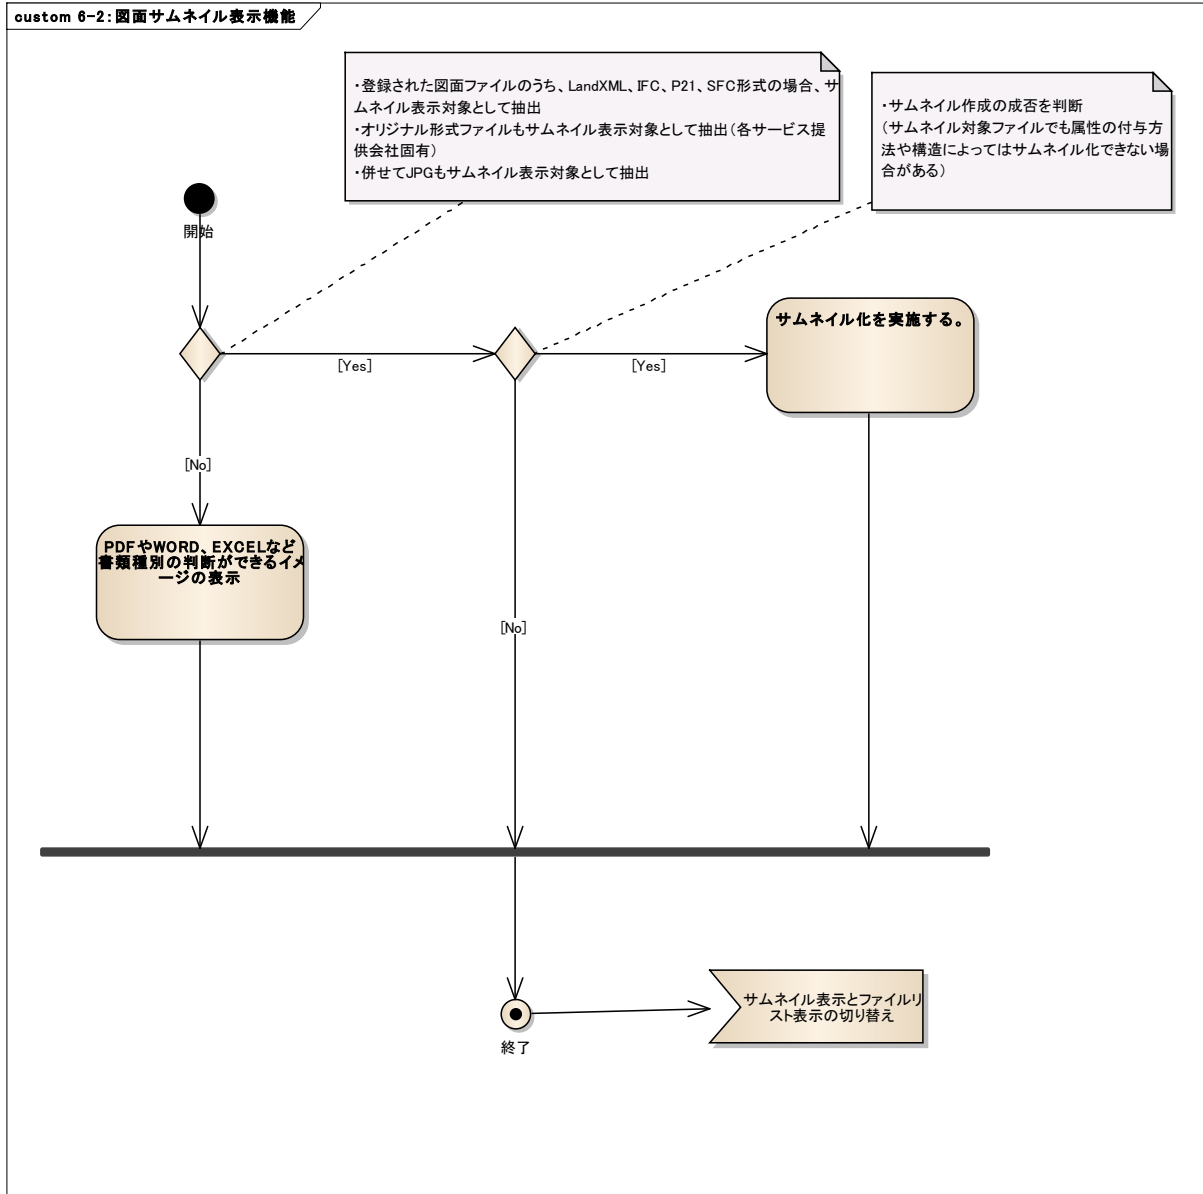 custom 6-2:図面サムネイル表示機能
・登録された図面ファイルのうち、LandXML、IFC、P21、SFC形式の場合、サ
ムネイル表示対象として抽出
・オリジナル形式ファイルもサムネイル表示対象として抽出（各サービス提
供会社固有）
・併せてJPGもサムネイル表示対象として抽出
・サムネイル作成の成否を判断
（サムネイル対象ファイルでも属性の付与方
法や構造によってはサムネイル化できない場
合がある）
開始
サムネイル化を実施する。
[Yes]
[Yes]
[No]
PDFやWORD、EXCELなど
書類種別の判断ができるイメ
ージの表示
[No]
サムネイル表示とファイルリ
スト表示の切り替え
終了